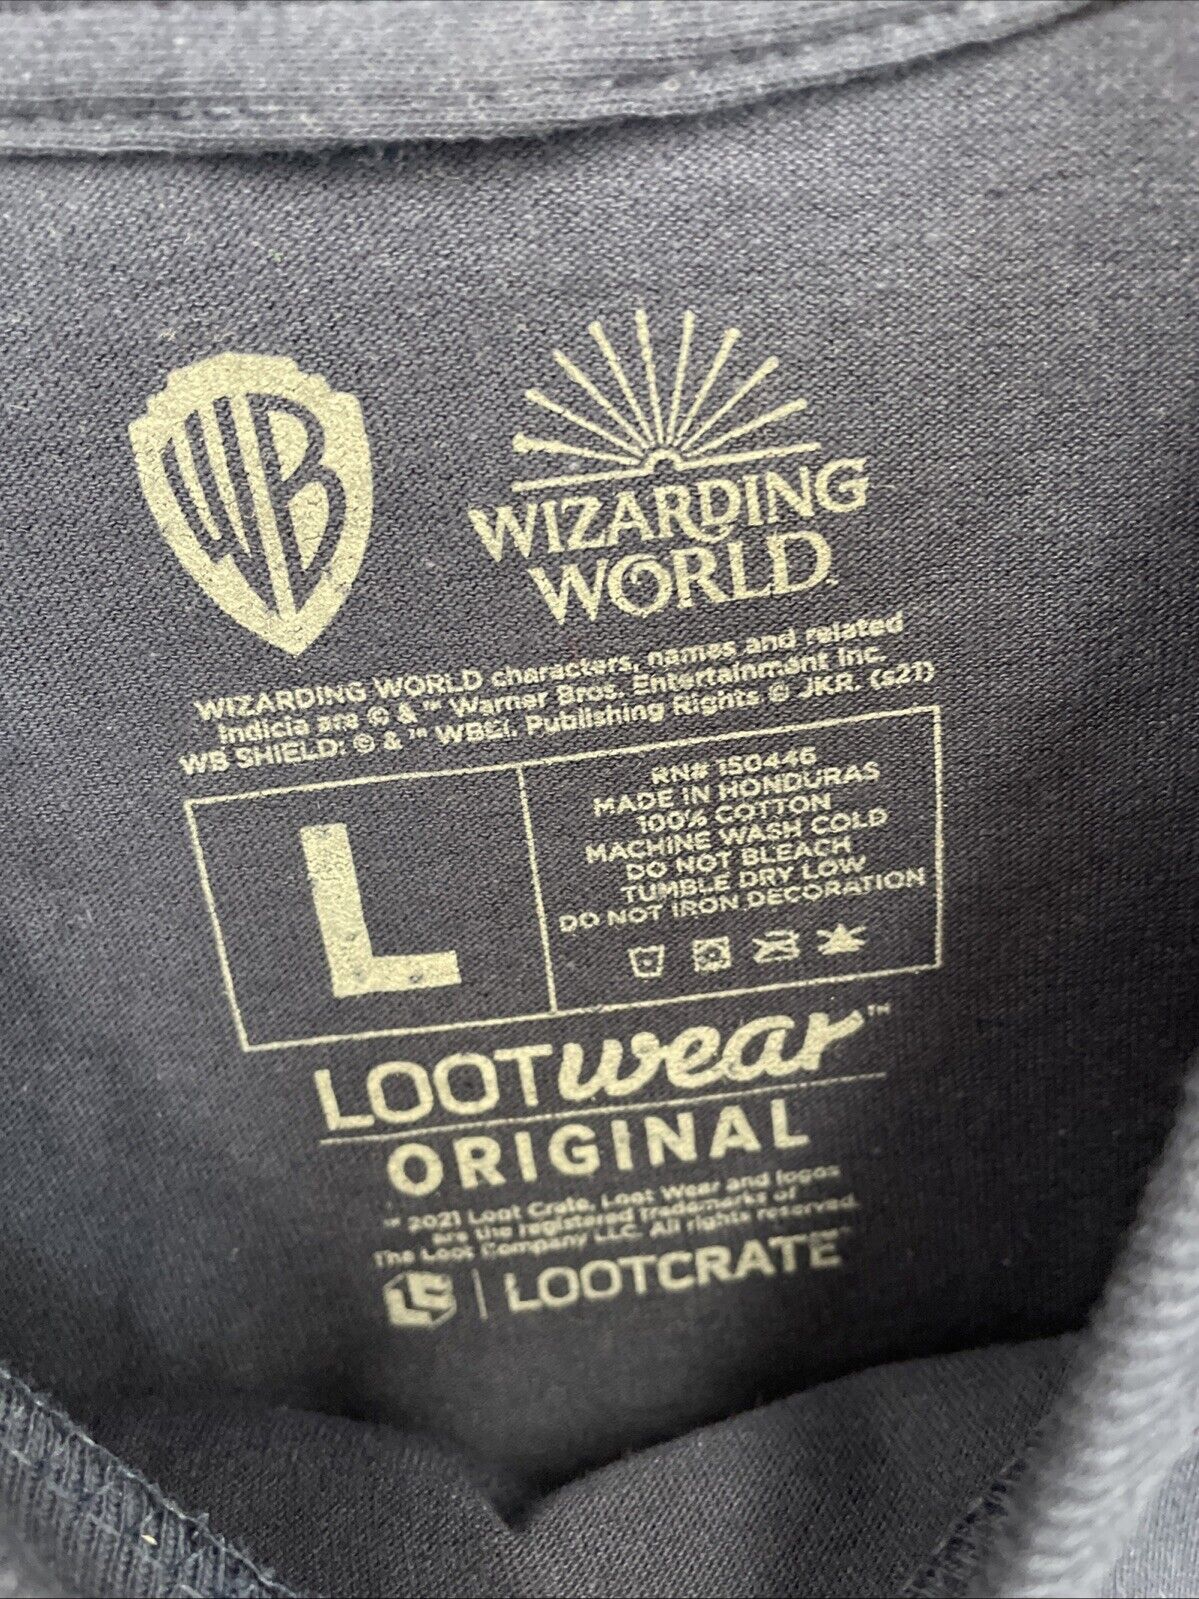 WB
WIZARDING
WORLD
WIZARDING WORLD characters, names and related
indicia are © & ™ Warner Bros. Entertainment Inc.
WB SHIELD: © & ™ WBEI. Publishing Rights © JKR. (s21)
L
RN# 150446
MADE IN HONDURAS
100% COTTON
MACHINE WASH COLD
DO NOT BLEACH
TUMBLE DRY LOW
DO NOT IRON DECORATION
LOOTwear™
ORIGINAL
™ 2021 Loot Crate, Loot Wear and logos
are the registered Trademarks of
The Loot Company LLC. All rights reserved.
LC | LOOTCRATE™